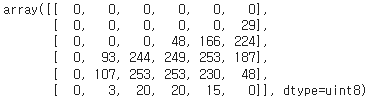 array([[  0,   0,   0,   0,   0,   0],
       [  0,   0,   0,   0,   0,  29],
       [  0,   0,   0,  48, 166, 224],
       [  0,  93, 244, 249, 253, 187],
       [  0, 107, 253, 253, 230,  48],
       [  0,   3,  20,  20,  15,   0]], dtype=uint8)